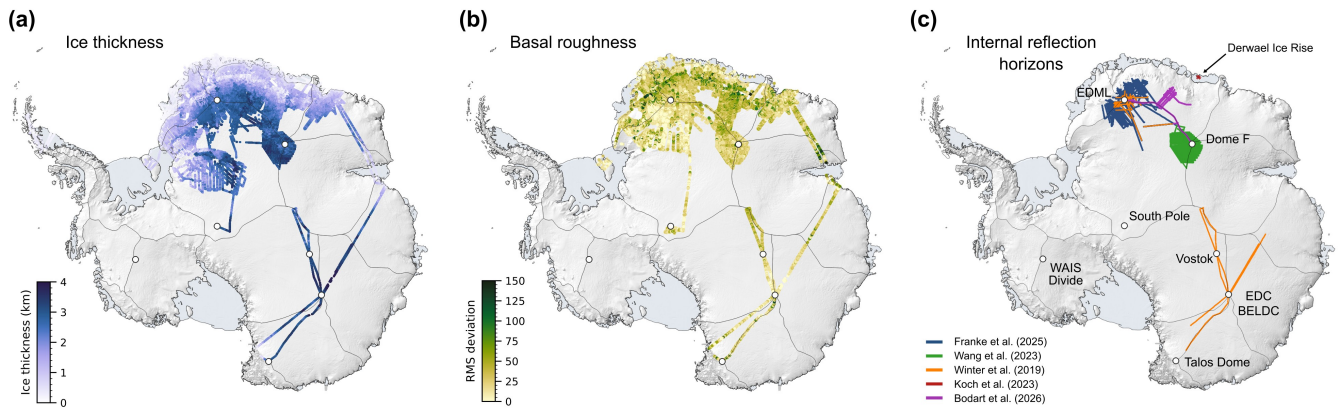 (a)
Ice thickness
Ice thickness (km)
4
3
2
1
0
(b)
Basal roughness
RMS deviation
150
125
100
75
50
25
0
(c)
Internal reflection
horizons
Derwael Ice Rise
EDML
Dome F
South Pole
WAIS
Divide
Vostok
EDC
BELDC
Talos Dome
Franke et al. (2025)
Wang et al. (2023)
Winter et al. (2019)
Koch et al. (2023)
Bodart et al. (2026)